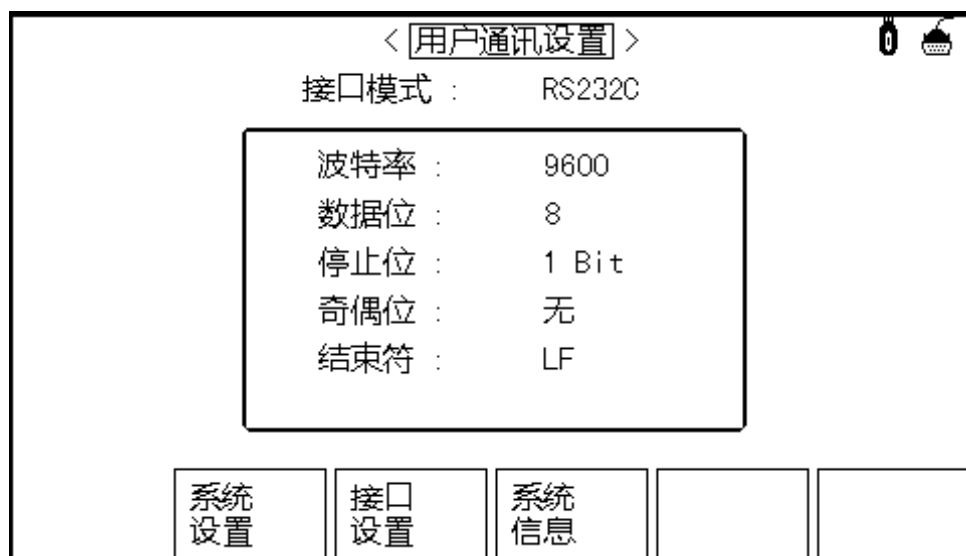 < 用户通讯设置 >
接口模式 : RS232C
波特率 : 9600
数据位 : 8
停止位 : 1 Bit
奇偶位 : 无
结束符 : LF
系统
设置
接口
设置
系统
信息